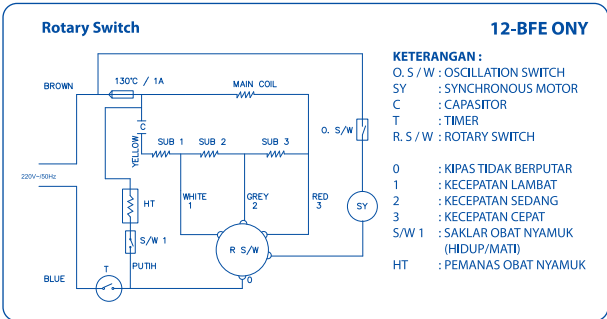 Rotary Switch
12-BFE ONY
BROWN
130°C / 1A
MAIN COIL
C
YELLOW
SUB 1
SUB 2
SUB 3
O. S/W
220V~/50Hz
HT
WHITE
1
GREY
2
RED
3
SY
S/W 1
R S/W
PUTIH
BLUE
T
0
KETERANGAN :
O. S / W : OSCILLATION SWITCH
SY : SYNCHRONOUS MOTOR
C : CAPASITOR
T : TIMER
R. S / W : ROTARY SWITCH
0 : KIPAS TIDAK BERPUTAR
1 : KECEPATAN LAMBAT
2 : KECEPATAN SEDANG
3 : KECEPATAN CEPAT
S/W 1 : SAKLAR OBAT NYAMUK
(HIDUP/MATI)
HT : PEMANAS OBAT NYAMUK